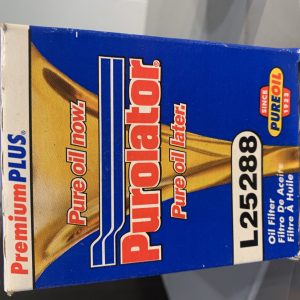 PremiumPLUS®
Pure oil now.
Purolator®
Pure oil later.
SINCE
PUREOIL
1923
L25288
Oil Filter
Filtro De Aceite
Filtre À Huile